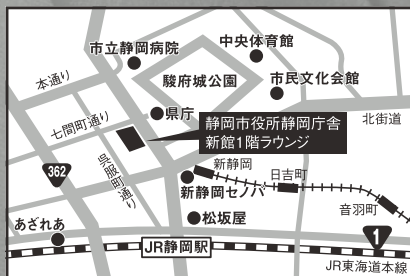 市立静岡病院
中央体育館
本通り
駿府城公園
市民文化会館
七間町通り
県庁
静岡市役所静岡庁舎
新館1階ラウンジ
北街道
362
呉服町通り
新静岡
日吉町
新静岡セノバ
音羽町
あざれあ
松坂屋
1
JR静岡駅
JR東海道本線